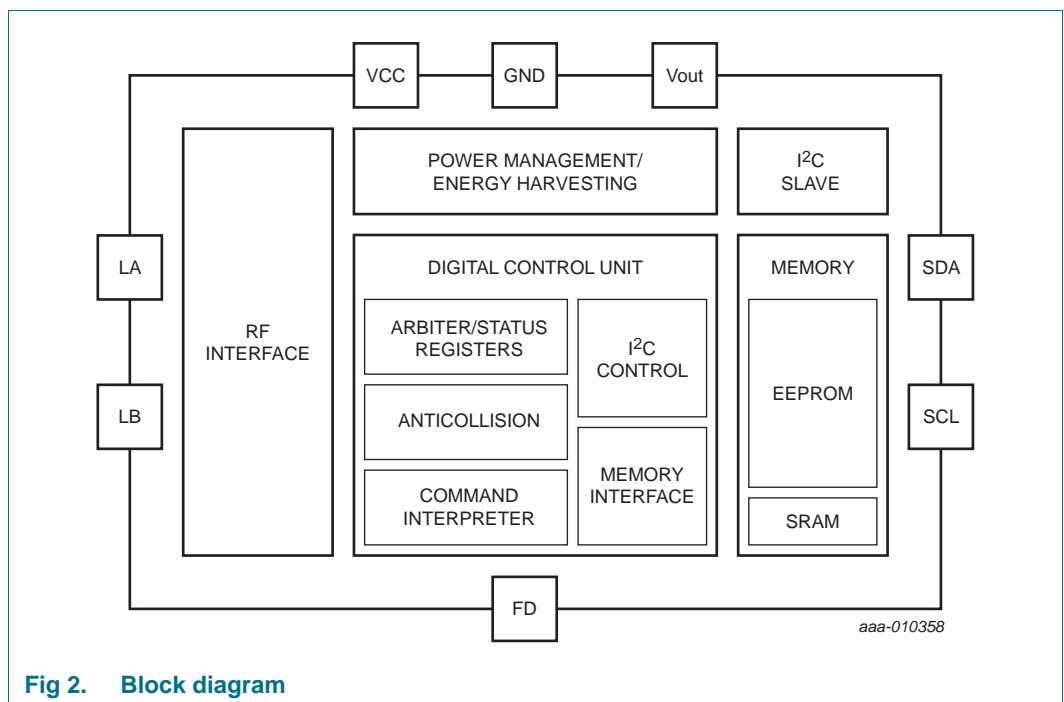 VCC
GND
Vout
POWER MANAGEMENT/
ENERGY HARVESTING
I²C
SLAVE
LA
LB
RF
INTERFACE
DIGITAL CONTROL UNIT
ARBITER/STATUS
REGISTERS
ANTICOLLISION
COMMAND
INTERPRETER
I²C
CONTROL
MEMORY
INTERFACE
MEMORY
EEPROM
SRAM
SDA
SCL
FD
aaa-010358
Fig 2. Block diagram